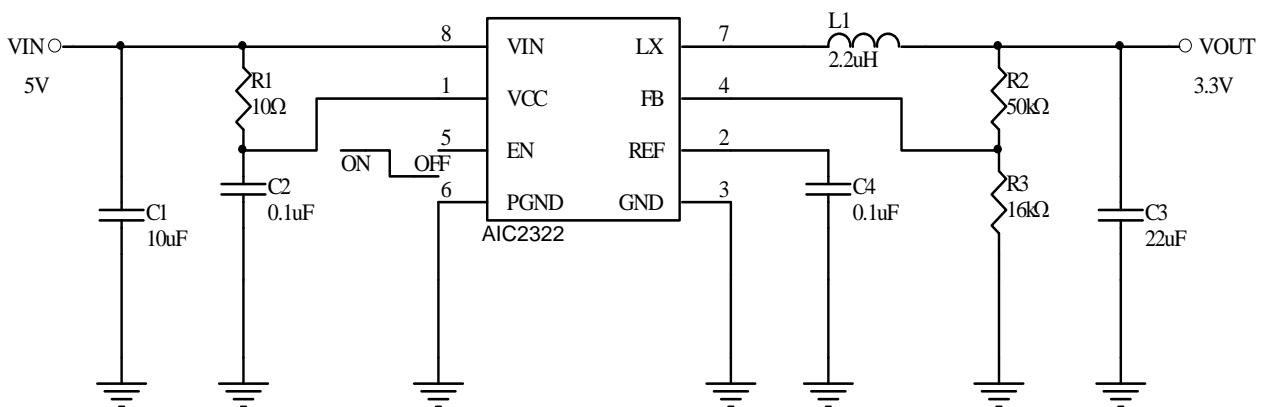 VIN
5V
8
VIN
LX
7
L1
2.2uH
VOUT
3.3V
R1
10Ω
1
VCC
FB
4
R2
50kΩ
ON
OFF
5
EN
REF
2
C2
0.1uF
6
PGND
GND
3
C4
0.1uF
R3
16kΩ
C1
10uF
C3
22uF
AIC2322